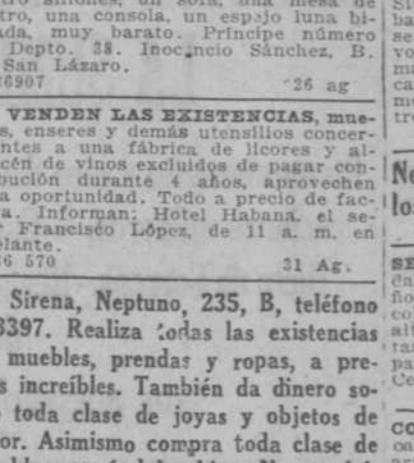 tro, una consola, un espejo luna bi-
ada, muy barato. Príncipe número
Depto. 38. Inocencio Sánchez, B.
San Lázaro.
6907 26 ag
VENDEN LAS EXISTENCIAS, mue-
s, enseres y demás utensilios concer-
entes a una fábrica de licores y al-
cén de vinos excluidos de pagar con-
bución durante 4 años, aprovechen
a oportunidad. Todo a precio de fac-
a. Informan: Hotel Habana, el se-
r Francisco López, de 11 a. m. en
elante.
36 570 31 Ag.
Sirena, Neptuno, 235, B, teléfono
3397. Realiza todas las existencias
muebles, prendas y ropas, a pre-
s increíbles. También da dinero so-
toda clase de joyas y objetos de
or. Asimismo compra toda clase de